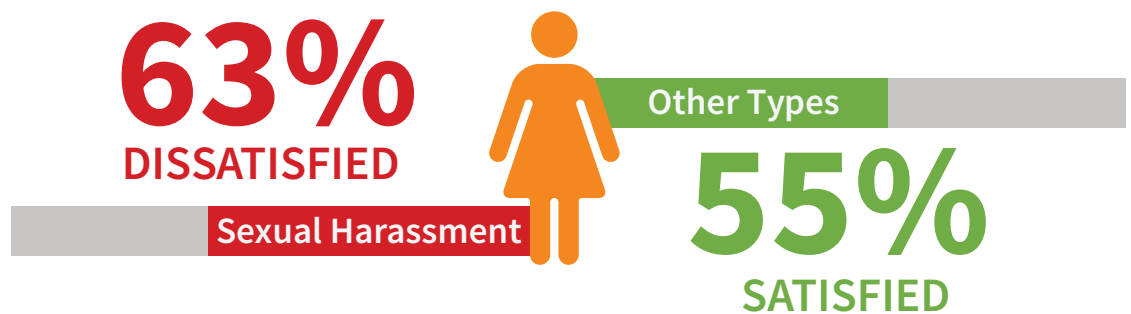 63%
DISSATISFIED
Sexual Harassment
Other Types
55%
SATISFIED